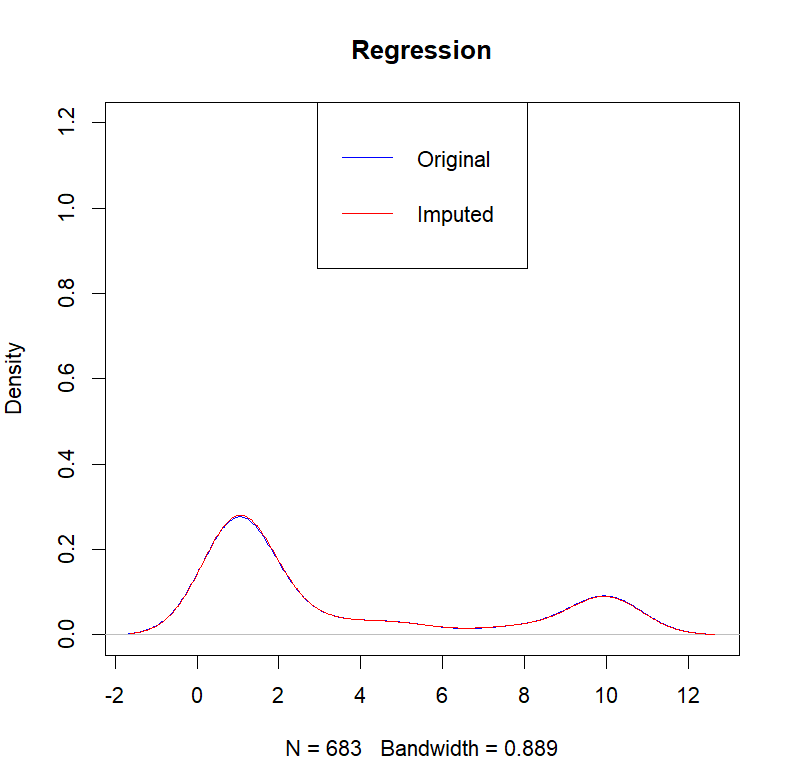 Regression
Original
Imputed
Density
0.0
0.2
0.4
0.6
0.8
1.0
1.2
-2 0 2 4 6 8 10 12
N = 683 Bandwidth = 0.889